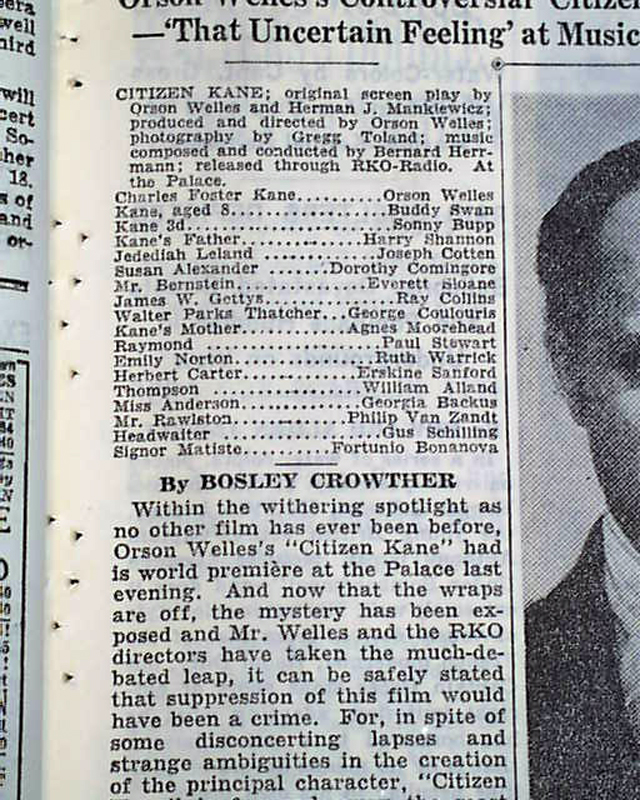 Orson Welles's Controversial Citizen
—'That Uncertain Feeling' at Music
CITIZEN KANE; original screen play by
Orson Welles and Herman J. Mankiewicz;
produced and directed by Orson Welles;
photography by Gregg Toland; music
composed and conducted by Bernard Herr-
mann; released through RKO-Radio. At
the Palace.
Charles Foster Kane..........Orson Welles
Kane, aged 8....................Buddy Swan
Kane 3d..........................Sonny Bupp
Kane's Father................Harry Shannon
Jedediah Leland .............Joseph Cotten
Susan Alexander .......Dorothy Comingore
Mr. Bernstein.................Everett Sloane
James W. Gettys.................Ray Collins
Walter Parks Thatcher...George Coulouris
Kane's Mother............Agnes Moorehead
Raymond ......................Paul Stewart
Emily Norton..................Ruth Warrick
Herbert Carter............Erskine Sanford
Thompson ...................William Alland
Miss Anderson...............Georgia Backus
Mr. Rawlston.............Philip Van Zandt
Headwaiter ....................Gus Schilling
Signor Matiste...........Fortunio Bonanova
By BOSLEY CROWTHER
Within the withering spotlight as
no other film has ever been before,
Orson Welles's "Citizen Kane" had
is world première at the Palace last
evening. And now that the wraps
are off, the mystery has been ex-
posed and Mr. Welles and the RKO
directors have taken the much-de-
bated leap, it can be safely stated
that suppression of this film would
have been a crime. For, in spite of
some disconcerting lapses and
strange ambiguities in the creation
of the principal character, "Citizen